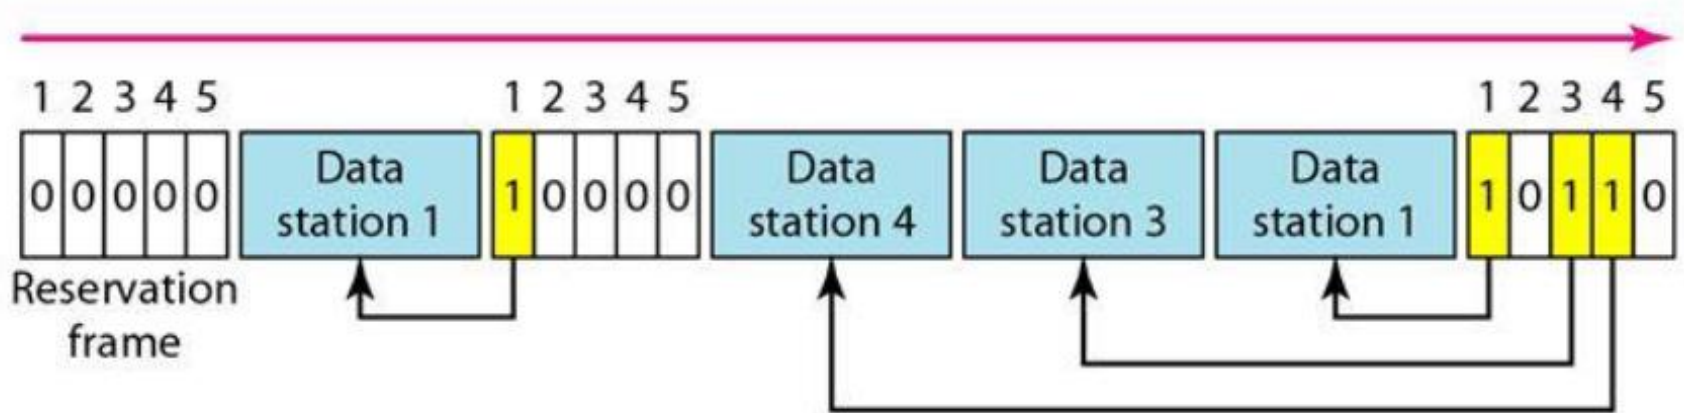 1 2 3 4 5 1 2 3 4 5 1 2 3 4 5
0 0 0 0 0 Data station 1 1 0 0 0 0 Data station 4 Data station 3 Data station 1 1 0 1 1 0
Reservation
frame